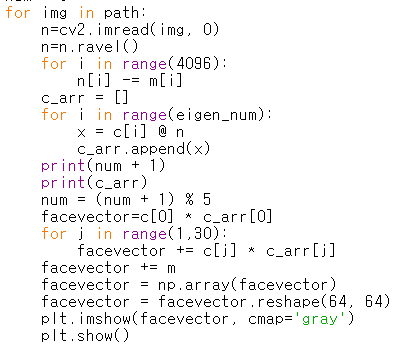 for img in path:
    n=cv2.imread(img, 0)
    n=n.ravel()
    for i in range(4096):
        n[i] -= m[i]
    c_arr = []
    for i in range(eigen_num):
        x = c[i] @ n
        c_arr.append(x)
    print(num + 1)
    print(c_arr)
    num = (num + 1) % 5
    facevector=c[0] * c_arr[0]
    for j in range(1,30):
        facevector += c[j] * c_arr[j]
    facevector += m
    facevector = np.array(facevector)
    facevector = facevector.reshape(64, 64)
    plt.imshow(facevector, cmap='gray')
    plt.show()